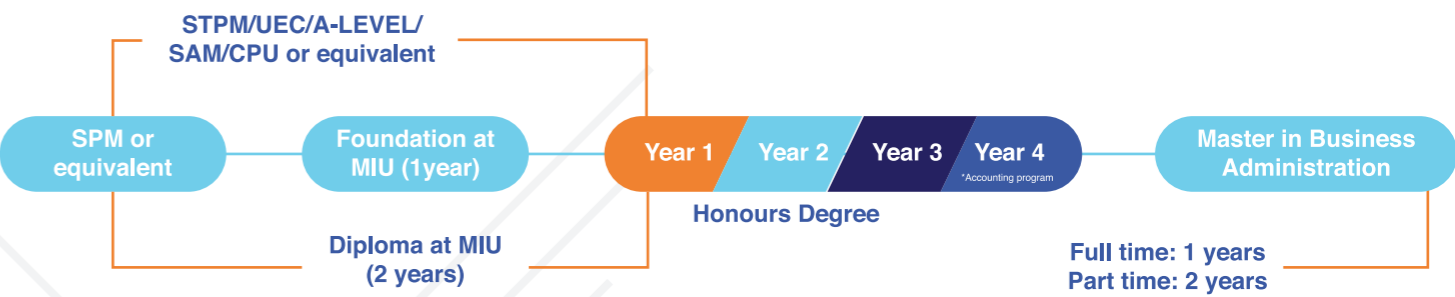 STPM/UEC/A-LEVEL/
SAM/CPU or equivalent
SPM or
equivalent
Foundation at
MIU (1year)
Year 1
Year 2
Year 3
Year 4
*Accounting program
Master in Business
Administration
Honours Degree
Diploma at MIU
(2 years)
Full time: 1 years
Part time: 2 years